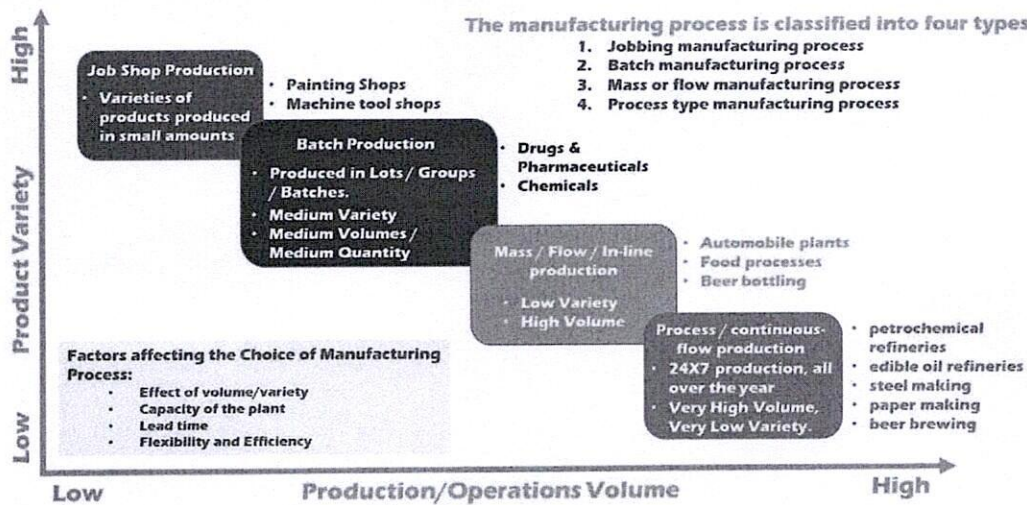 The manufacturing process is classified into four types
1. Jobbing manufacturing process
2. Batch manufacturing process
3. Mass or flow manufacturing process
4. Process type manufacturing process
High
Product Variety
Low
Job Shop Production
• Varieties of
products produced
in small amounts
• Painting Shops
• Machine tool shops
Batch Production
• Produced in Lots / Groups
/ Batches.
• Medium Variety
• Medium Volumes /
Medium Quantity
• Drugs &
Pharmaceuticals
• Chemicals
Mass / Flow / In-line
production
• Low Variety
• High Volume
• Automobile plants
• Food processes
• Beer bottling
Process / continuous-
flow production
• 24X7 production, all
over the year
• Very High Volume,
Very Low Variety.
• petrochemical
refineries
• edible oil refineries
• steel making
• paper making
• beer brewing
Factors affecting the Choice of Manufacturing
Process:
• Effect of volume/variety
• Capacity of the plant
• Lead time
• Flexibility and Efficiency
Low
Production/Operations Volume
High